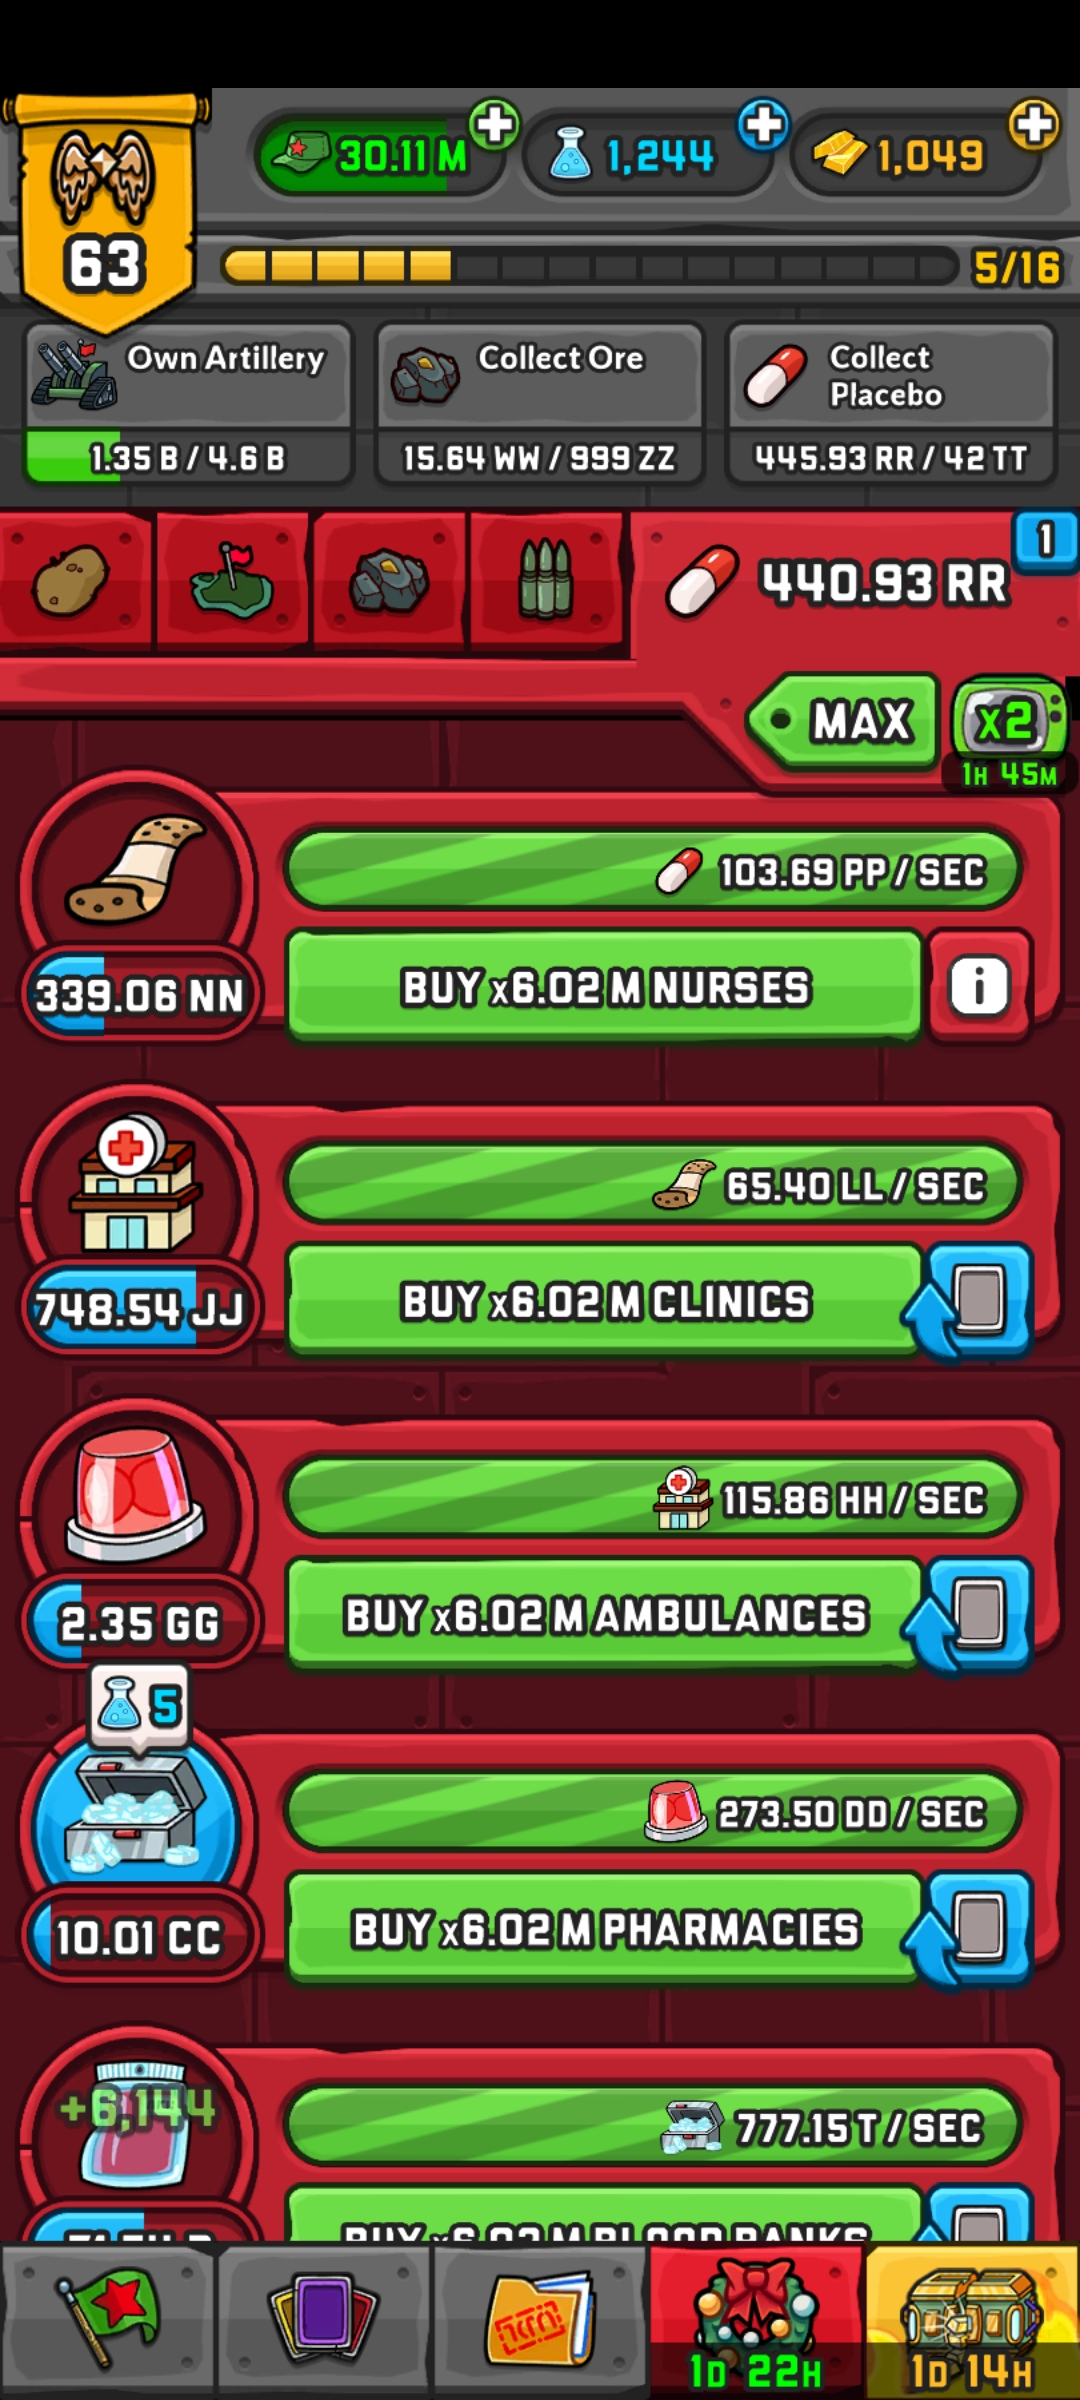 30.11 M
1,244
1,049
63
5/16
Own Artillery
1.35 B / 4.6 B
Collect Ore
15.64 WW / 999 ZZ
Collect
Placebo
445.93 RR / 42 TT
440.93 RR
1
MAX
x2
1H 45M
103.69 PP / SEC
339.06 NN
BUY x6.02 M NURSES
i
65.40 LL / SEC
748.54 JJ
BUY x6.02 M CLINICS
115.86 HH / SEC
2.35 GG
BUY x6.02 M AMBULANCES
5
273.50 DD / SEC
10.01 CC
BUY x6.02 M PHARMACIES
+6,144
777.15 T / SEC
BUY x6.02 M BLOOD BANKS
1D 22H
1D 14H